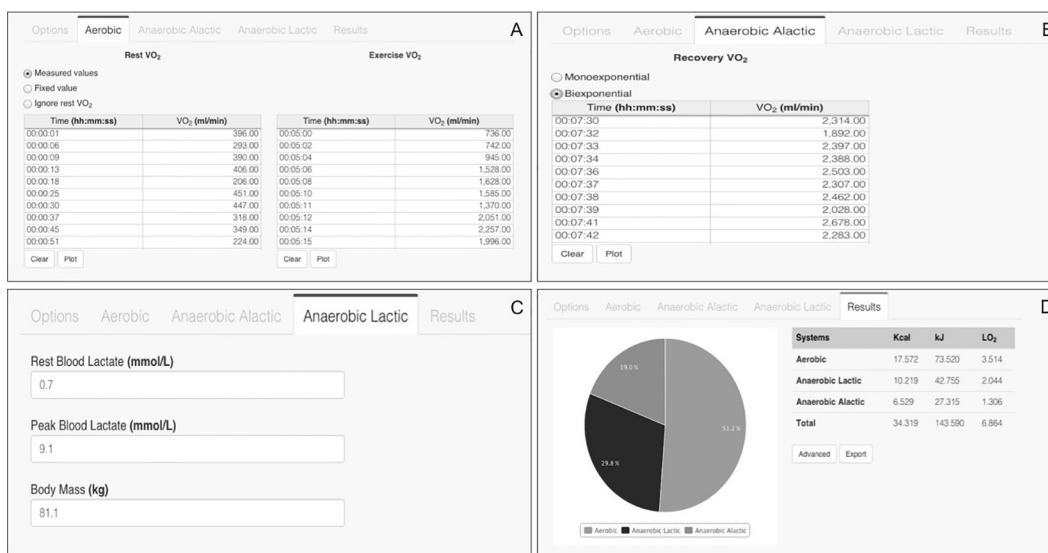 Options Aerobic Anaerobic Alactic Anaerobic Lactic Results A
Rest VO₂ Exercise VO₂
Measured values
Fixed value
Ignore rest VO₂
Time (hh:mm:ss) VO₂ (ml/min) Time (hh:mm:ss) VO₂ (ml/min)
00:00:01 396.00 00:05:00 736.00
00:00:06 293.00 00:05:02 742.00
00:00:09 390.00 00:05:04 945.00
00:00:13 406.00 00:05:06 1,528.00
00:00:18 206.00 00:05:08 1,628.00
00:00:25 451.00 00:05:10 1,585.00
00:00:30 447.00 00:05:11 1,370.00
00:00:37 318.00 00:05:12 2,051.00
00:00:45 349.00 00:05:14 2,257.00
00:00:51 224.00 00:05:15 1,996.00
Clear Plot Clear Plot
Options Aerobic Anaerobic Alactic Anaerobic Lactic Results
Recovery VO₂
Monoexponential
Biexponential
Time (hh:mm:ss) VO₂ (ml/min)
00:07:30 2,314.00
00:07:32 1,892.00
00:07:33 2,397.00
00:07:34 2,388.00
00:07:36 2,503.00
00:07:37 2,307.00
00:07:38 2,462.00
00:07:39 2,028.00
00:07:41 2,678.00
00:07:42 2,283.00
Clear Plot
Options Aerobic Anaerobic Alactic Anaerobic Lactic Results C
Rest Blood Lactate (mmol/L)
0.7
Peak Blood Lactate (mmol/L)
9.1
Body Mass (kg)
81.1
Options Aerobic Anaerobic Alactic Anaerobic Lactic Results D
19.0 %
51.2 %
29.8 %
Aerobic Anaerobic Lactic Anaerobic Alactic
Systems Kcal kJ LO₂
Aerobic 17.572 73.520 3.514
Anaerobic Lactic 10.219 42.755 2.044
Anaerobic Alactic 6.529 27.315 1.306
Total 34.319 143.590 6.864
Advanced Export